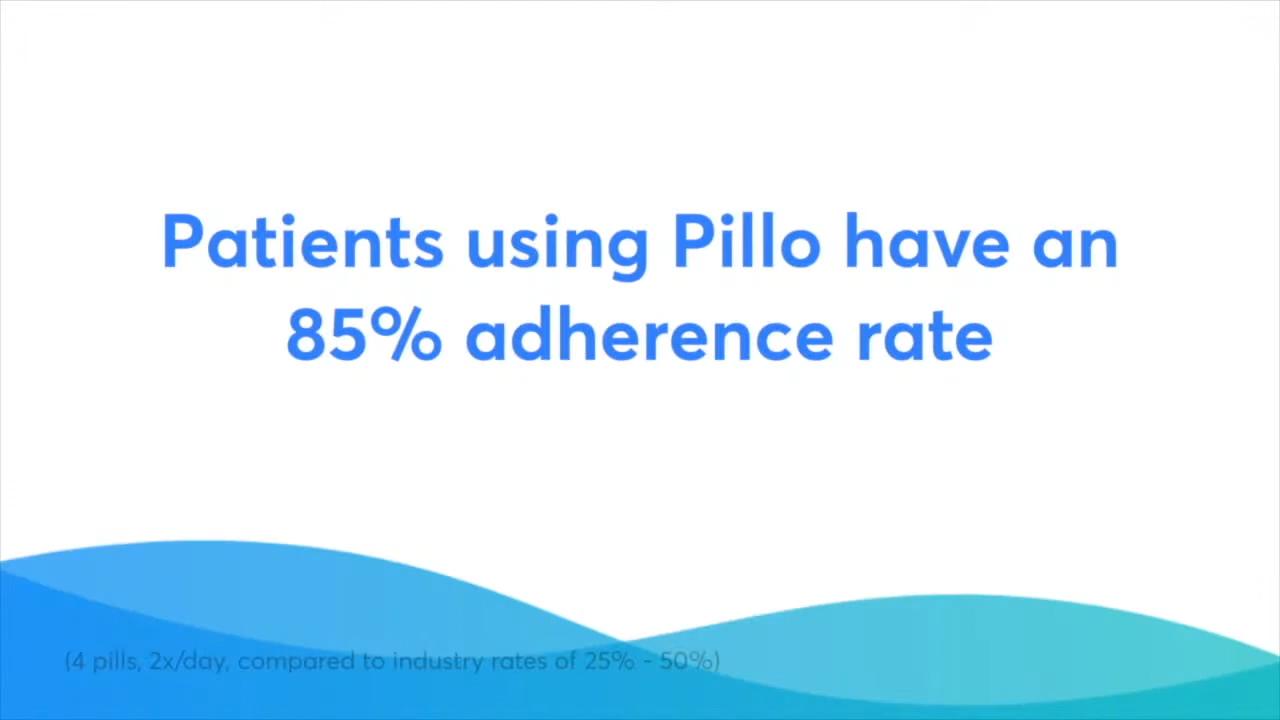 Patients using Pillo have an
85% adherence rate
(4 pills, 2x/day, compared to industry rates of 25% - 50%)